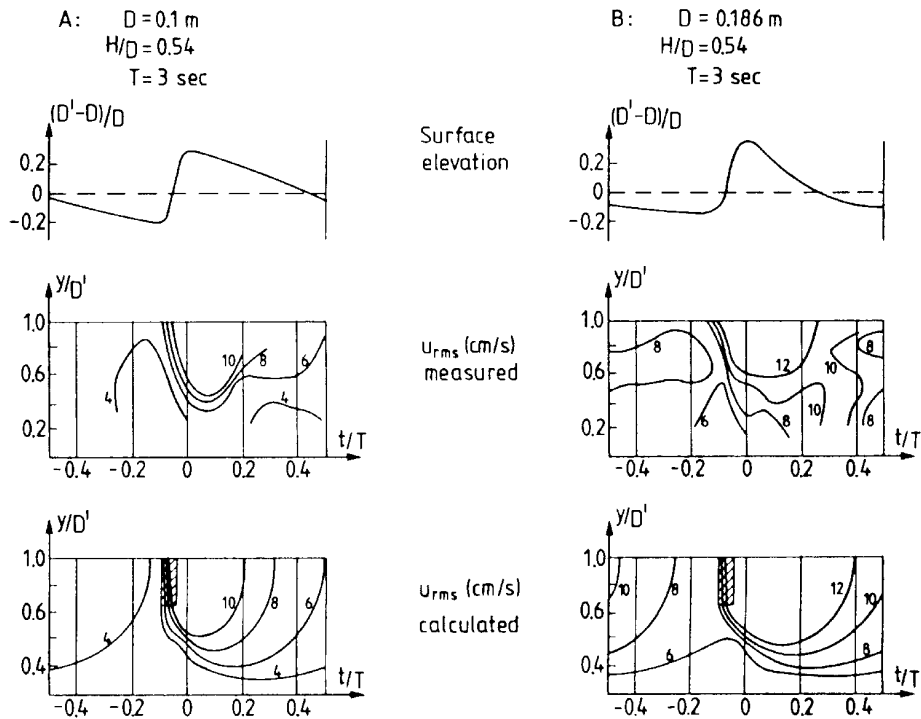 A: D = 0.1 m
H/D = 0.54
T = 3 sec
B: D = 0.186 m
H/D = 0.54
T = 3 sec
(D'-D)/D
0.2
0
-0.2
Surface
elevation
(D'-D)/D
0.2
0
-0.2
y/D'
1.0
0.6
0.2
4
10
8
6
4
t/T
-0.4
-0.2
0
0.2
0.4
u_rms (cm/s)
measured
y/D'
1.0
0.6
0.2
8
6
12
8
10
10
8
8
t/T
-0.4
-0.2
0
0.2
0.4
y/D'
1.0
0.4
4
10
8
6
4
t/T
-0.4
-0.2
0
0.2
0.4
u_rms (cm/s)
calculated
y/D'
1.0
0.8
0.4
10
8
6
12
10
8
6
t/T
-0.4
-0.2
0
0.2
0.4